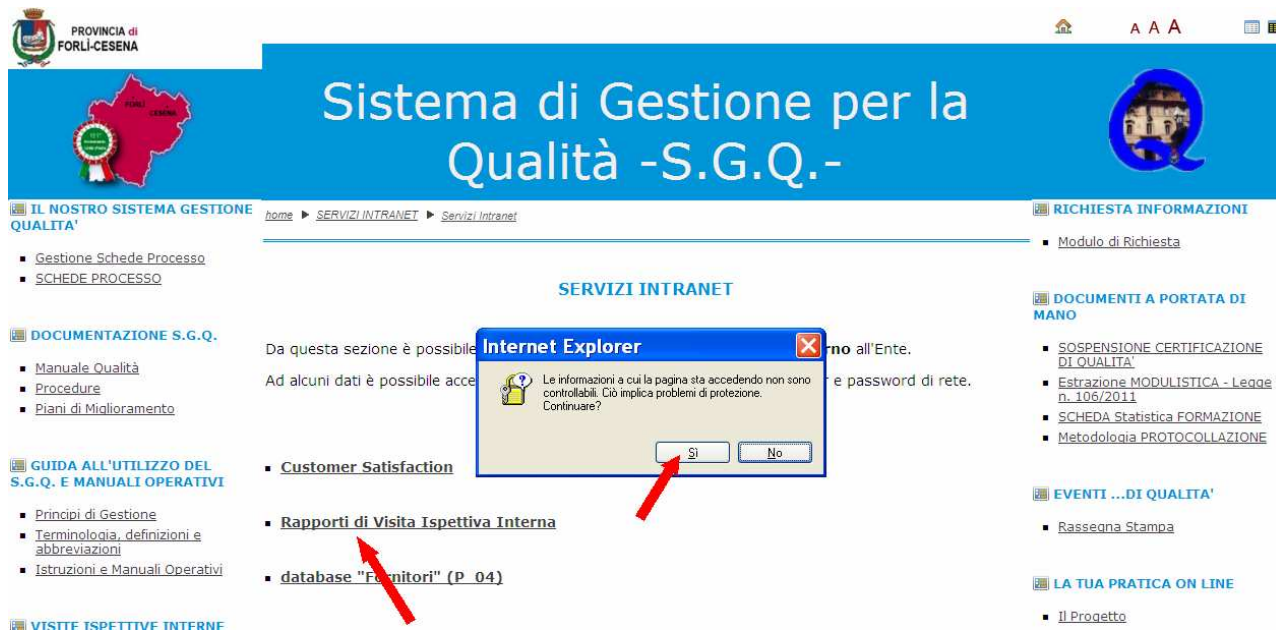 PROVINCIA di
FORLÌ-CESENA
A A A
FORLI'
CESENA
Sistema di Gestione per la
Qualità -S.G.Q.-
IL NOSTRO SISTEMA GESTIONE
QUALITA'
Gestione Schede Processo
SCHEDE PROCESSO
DOCUMENTAZIONE S.G.Q.
Manuale Qualità
Procedure
Piani di Miglioramento
GUIDA ALL'UTILIZZO DEL
S.G.Q. E MANUALI OPERATIVI
Principi di Gestione
Terminologia, definizioni e
abbreviazioni
Istruzioni e Manuali Operativi
VISITE ISPETTIVE INTERNE
home ▶ SERVIZI INTRANET ▶ Servizi Intranet
SERVIZI INTRANET
Da questa sezione è possibile rno all'Ente.
Ad alcuni dati è possibile acce r e password di rete.
Internet Explorer
Le informazioni a cui la pagina sta accedendo non sono
controllabili. Ciò implica problemi di protezione.
Continuare?
Sì No
Customer Satisfaction
Rapporti di Visita Ispettiva Interna
database "Fornitori" (P_04)
RICHIESTA INFORMAZIONI
Modulo di Richiesta
DOCUMENTI A PORTATA DI
MANO
SOSPENSIONE CERTIFICAZIONE
DI QUALITA'
Estrazione MODULISTICA - Legge
n. 106/2011
SCHEDA Statistica FORMAZIONE
Metodologia PROTOCOLLAZIONE
EVENTI ...DI QUALITA'
Rassegna Stampa
LA TUA PRATICA ON LINE
Il Progetto